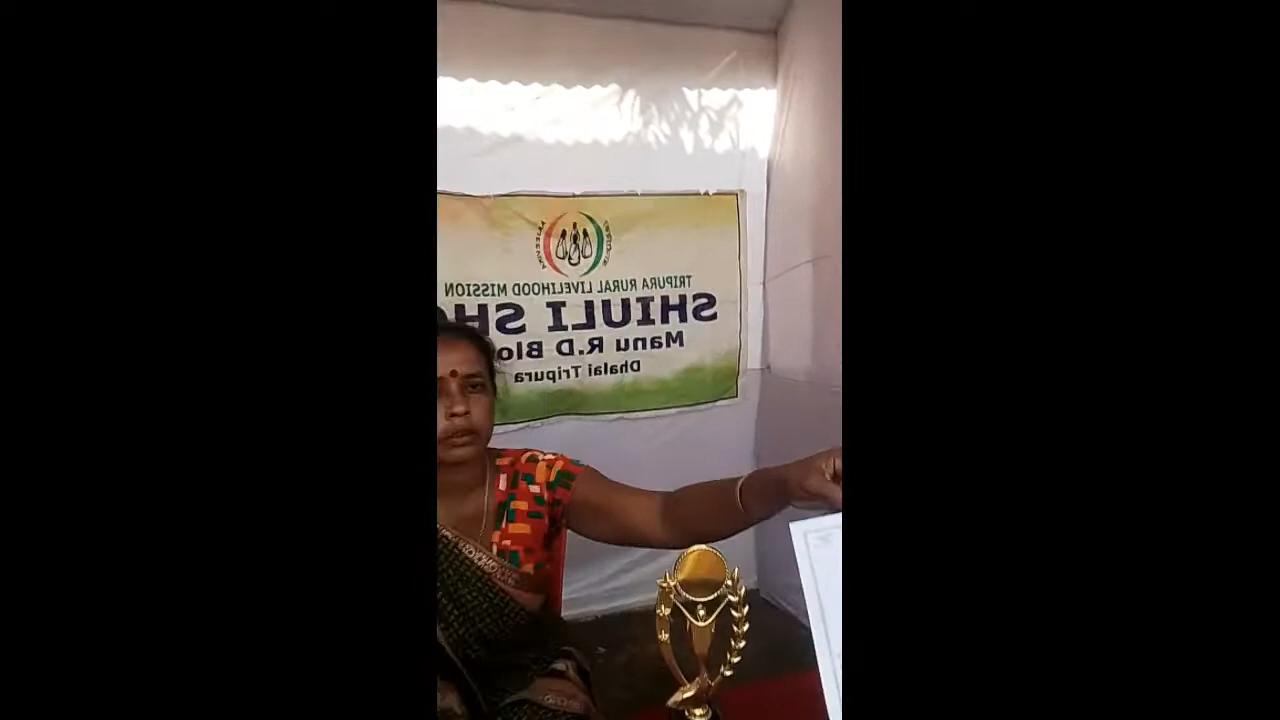 TRIPURA RURAL LIVELIHOOD MISSION
SHIULI SH
Manu R.D Blo
Dhalai Tripura